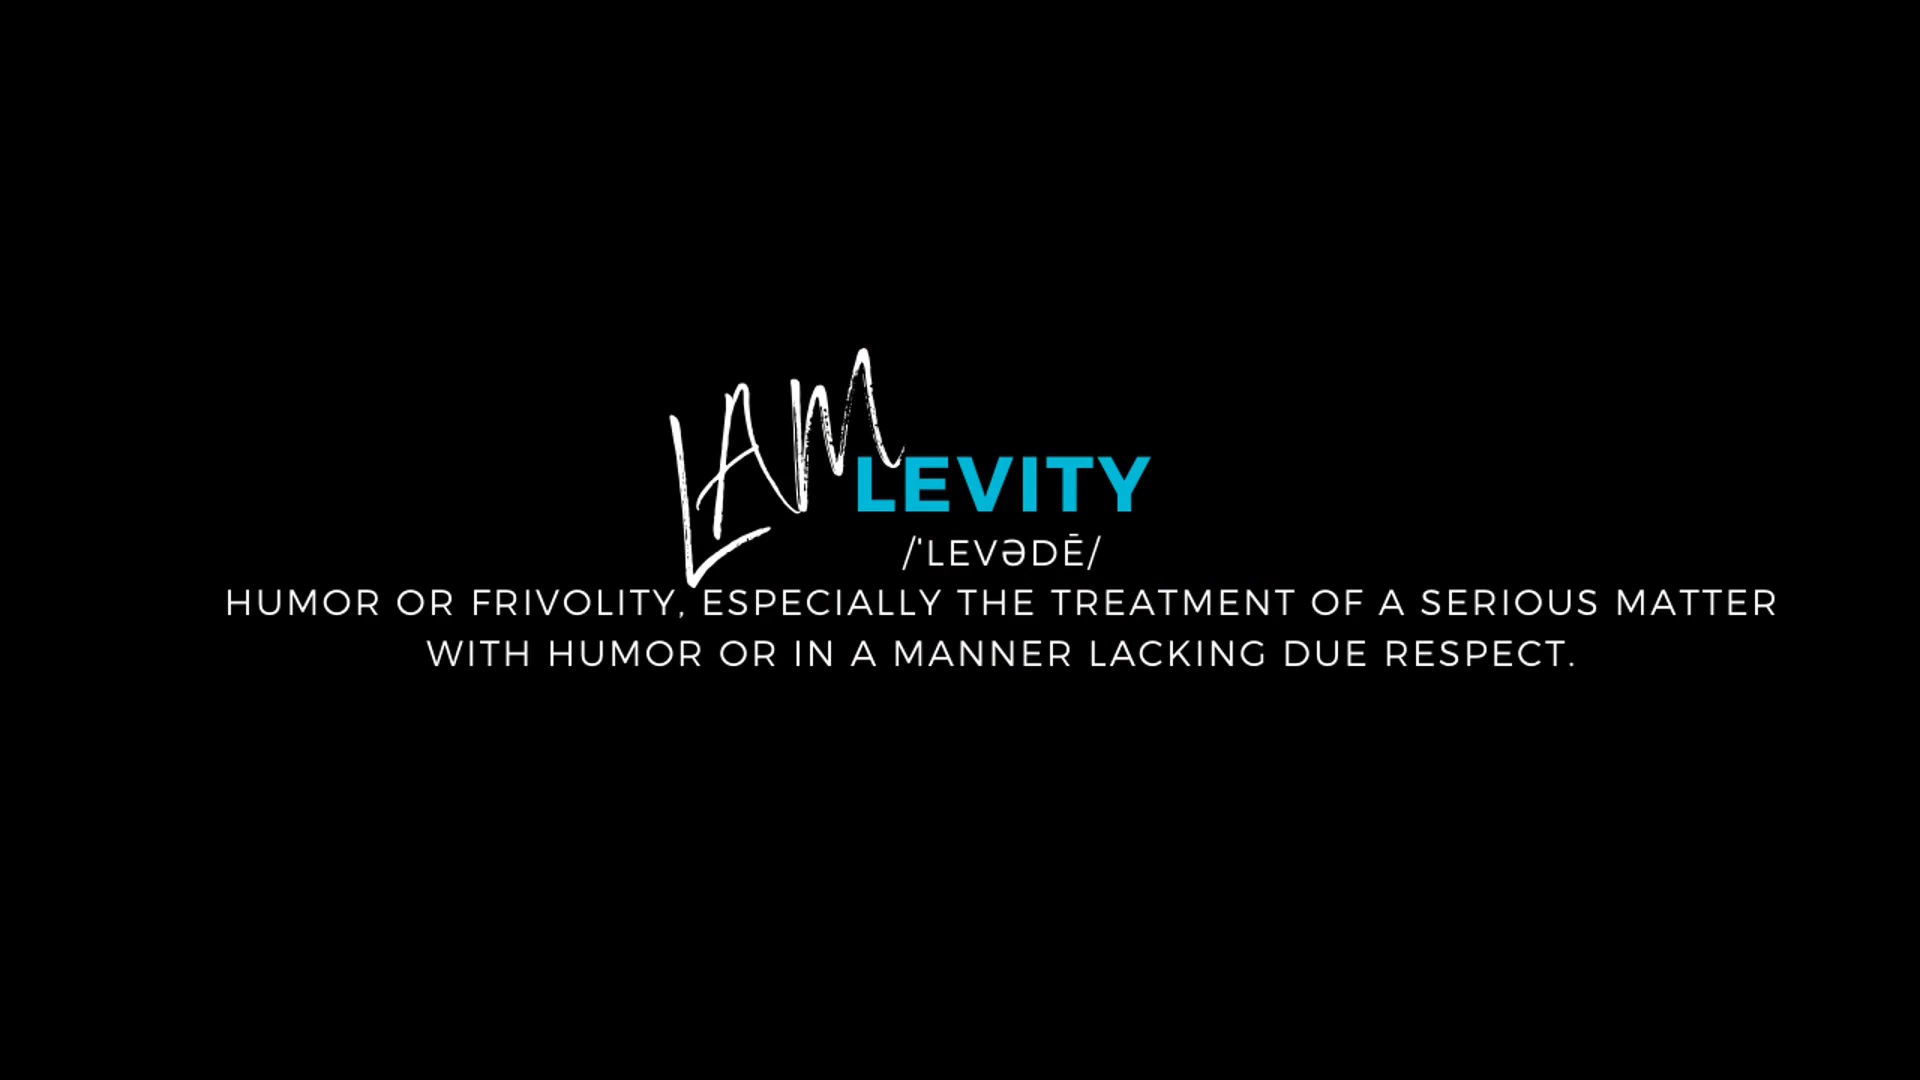 LAM
LEVITY
/ˈLEVƏDĒ/
HUMOR OR FRIVOLITY, ESPECIALLY THE TREATMENT OF A SERIOUS MATTER
WITH HUMOR OR IN A MANNER LACKING DUE RESPECT.